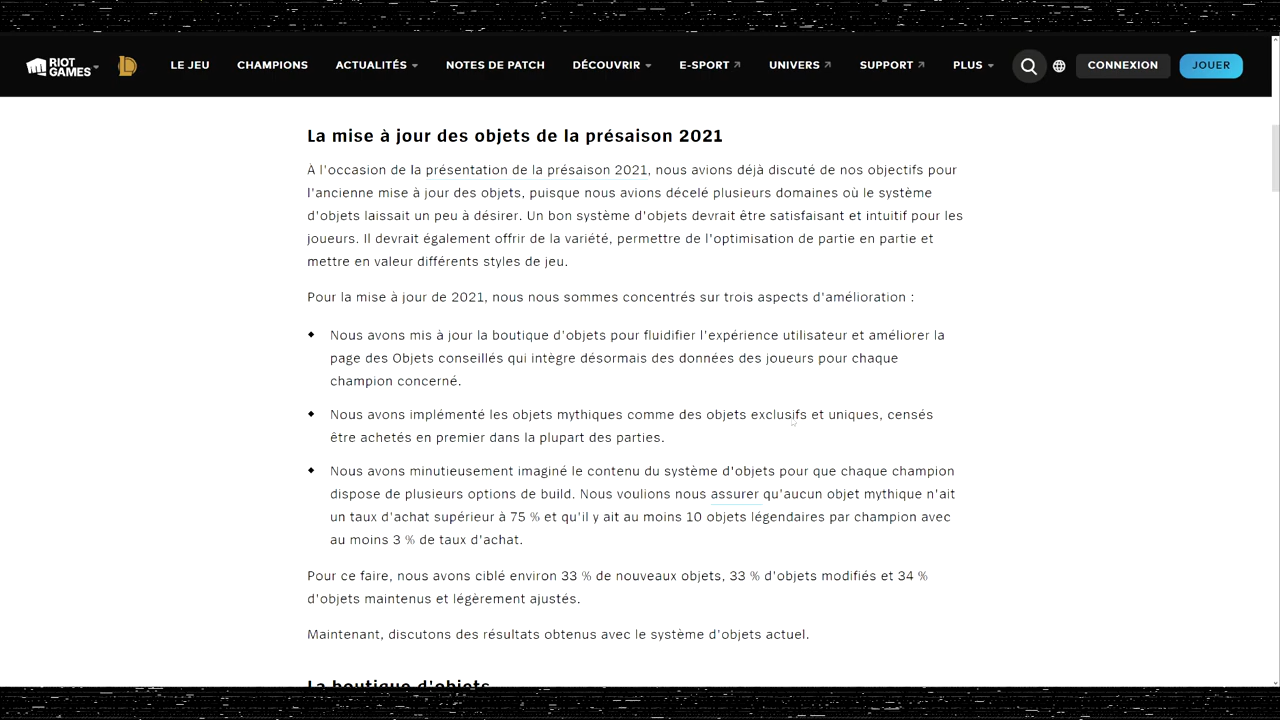 RIOT GAMES
LE JEU CHAMPIONS ACTUALITÉS NOTES DE PATCH DÉCOUVRIR E-SPORT UNIVERS SUPPORT PLUS CONNEXION JOUER
La mise à jour des objets de la présaison 2021
À l'occasion de la présentation de la présaison 2021, nous avions déjà discuté de nos objectifs pour
l'ancienne mise à jour des objets, puisque nous avions décelé plusieurs domaines où le système
d'objets laissait un peu à désirer. Un bon système d'objets devrait être satisfaisant et intuitif pour les
joueurs. Il devrait également offrir de la variété, permettre de l'optimisation de partie en partie et
mettre en valeur différents styles de jeu.
Pour la mise à jour de 2021, nous nous sommes concentrés sur trois aspects d'amélioration :
Nous avons mis à jour la boutique d'objets pour fluidifier l'expérience utilisateur et améliorer la
page des Objets conseillés qui intègre désormais des données des joueurs pour chaque
champion concerné.
Nous avons implémenté les objets mythiques comme des objets exclusifs et uniques, censés
être achetés en premier dans la plupart des parties.
Nous avons minutieusement imaginé le contenu du système d'objets pour que chaque champion
dispose de plusieurs options de build. Nous voulions nous assurer qu'aucun objet mythique n'ait
un taux d'achat supérieur à 75 % et qu'il y ait au moins 10 objets légendaires par champion avec
au moins 3 % de taux d'achat.
Pour ce faire, nous avons ciblé environ 33 % de nouveaux objets, 33 % d'objets modifiés et 34 %
d'objets maintenus et légèrement ajustés.
Maintenant, discutons des résultats obtenus avec le système d'objets actuel.
La boutique d'objets